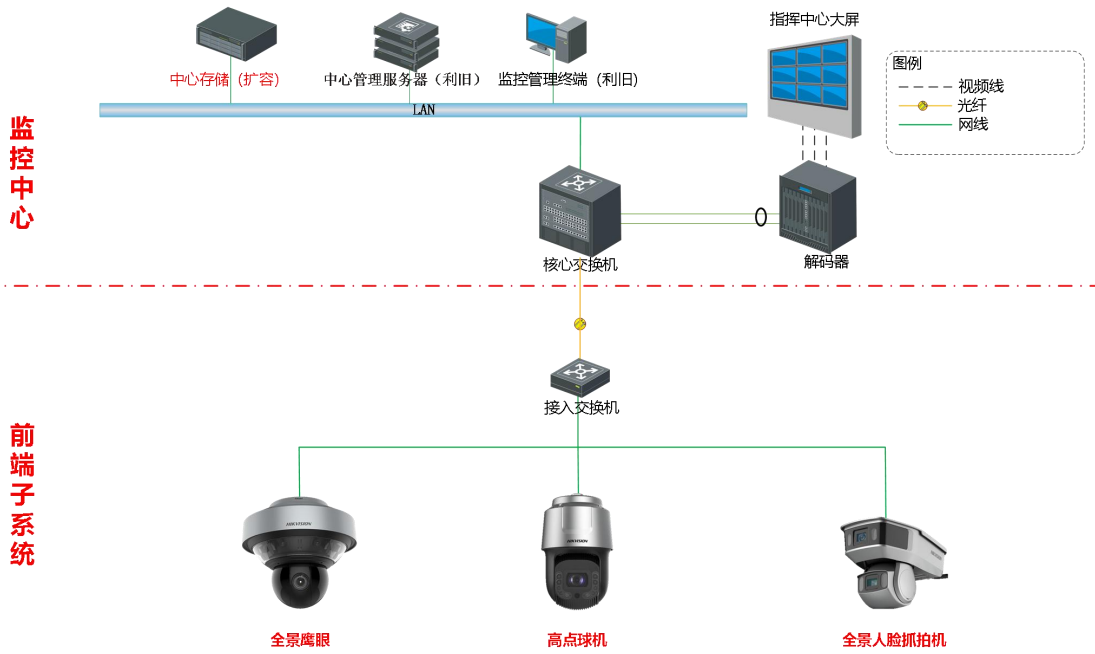 指挥中心大屏
中心存储（扩容）
中心管理服务器（利旧）
监控管理终端（利旧）
图例
视频线
光纤
网线
LAN
监控中心
核心交换机
解码器
接入交换机
前端子系统
HIKVISION
HIKVISION
HIKVISION
全景鹰眼
高点球机
全景人脸抓拍机